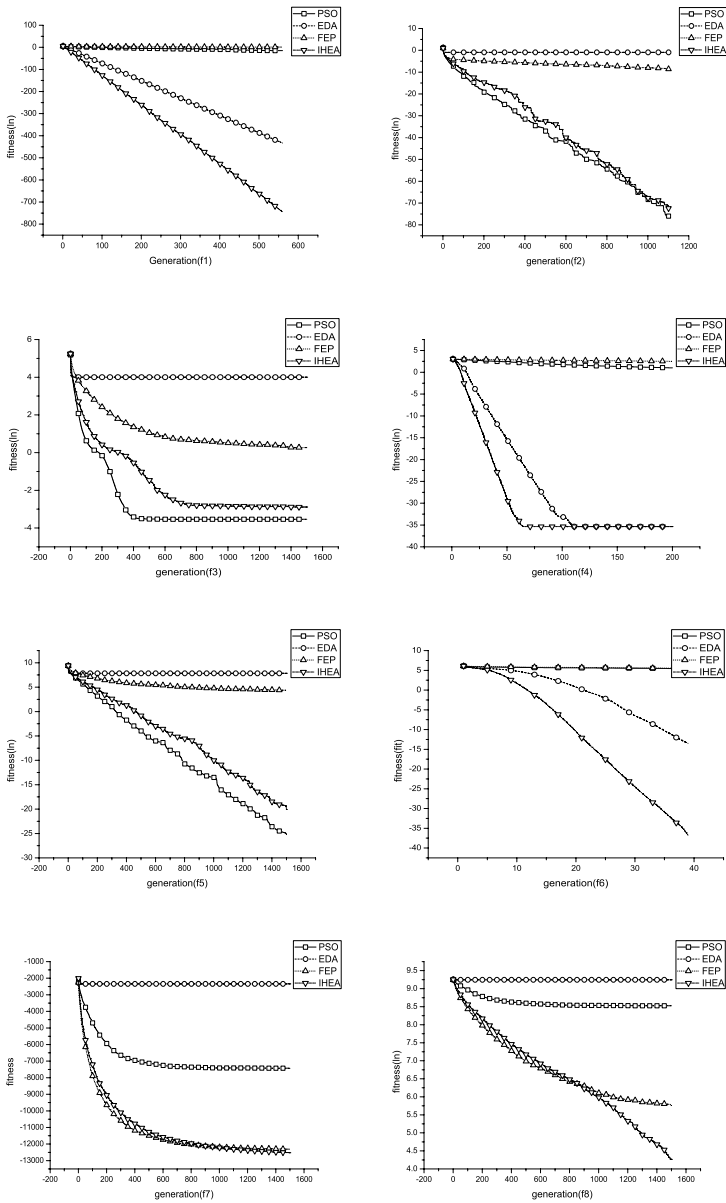 PSO
EDA
FEP
IHEA
100
0
-100
-200
-300
-400
-500
-600
-700
-800
fitness(ln)
0 100 200 300 400 500 600
Generation(f1)
PSO
EDA
FEP
IHEA
10
0
-10
-20
-30
-40
-50
-60
-70
-80
fitness(ln)
0 200 400 600 800 1000 1200
generation(f2)
PSO
EDA
FEP
IHEA
6
4
2
0
-2
-4
fitness(ln)
-200 0 200 400 600 800 1000 1200 1400 1600
generation(f3)
PSO
EDA
FEP
IHEA
5
0
-5
-10
-15
-20
-25
-30
-35
-40
fitness(ln)
0 50 100 150 200
generation(f4)
PSO
EDA
FEP
IHEA
10
5
0
-5
-10
-15
-20
-25
-30
fitness(ln)
-200 0 200 400 600 800 1000 1200 1400 1600
generation(f5)
PSO
EDA
FEP
IHEA
10
5
0
-5
-10
-15
-20
-25
-30
-35
-40
fitness(fit)
0 10 20 30 40
generation(f6)
PSO
EDA
FEP
IHEA
-1000
-2000
-3000
-4000
-5000
-6000
-7000
-8000
-9000
-10000
-11000
-12000
-13000
fitness
-200 0 200 400 600 800 1000 1200 1400 1600
generation(f7)
PSO
EDA
FEP
IHEA
9.5
9.0
8.5
8.0
7.5
7.0
6.5
6.0
5.5
5.0
4.5
4.0
fitness(ln)
-200 0 200 400 600 800 1000 1200 1400 1600
generation(f8)